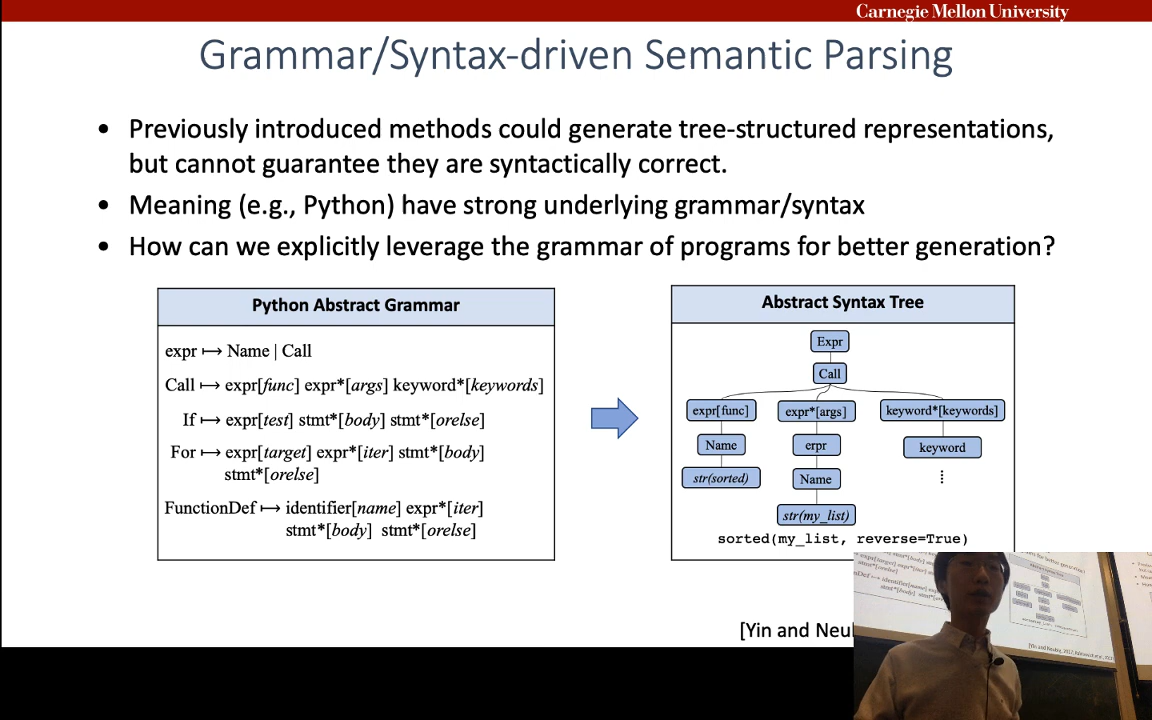 Carnegie Mellon University
Grammar/Syntax-driven Semantic Parsing
• Previously introduced methods could generate tree-structured representations,
but cannot guarantee they are syntactically correct.
• Meaning (e.g., Python) have strong underlying grammar/syntax
• How can we explicitly leverage the grammar of programs for better generation?
Python Abstract Grammar
expr ↦ Name | Call
Call ↦ expr[func] expr*[args] keyword*[keywords]
If ↦ expr[test] stmt*[body] stmt*[orelse]
For ↦ expr[target] expr*[iter] stmt*[body]
stmt*[orelse]
FunctionDef ↦ identifier[name] expr*[iter]
stmt*[body] stmt*[orelse]
Abstract Syntax Tree
Expr
Call
expr[func] expr*[args] keyword*[keywords]
Name erpr keyword
str(sorted) Name ⋮
str(my_list)
sorted(my_list, reverse=True)
[Yin and Neu